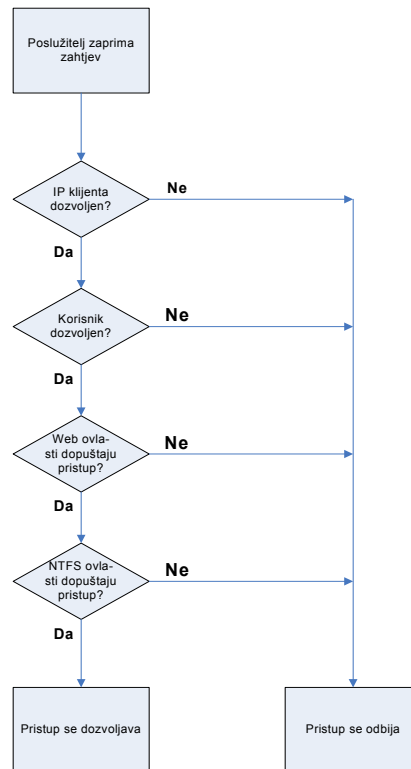 Poslužitelj zaprima
zahtjev
IP klijenta
dozvoljen?
Ne
Da
Korisnik
dozvoljen?
Ne
Da
Web ovla-
sti dopuštaju
pristup?
Ne
Da
NTFS ovla-
sti dopuštaju
pristup?
Ne
Da
Pristup se dozvoljava
Pristup se odbija